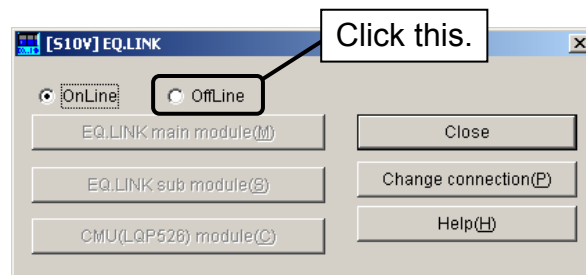 [S10V] EQ.LINK
Click this.
OnLine
OffLine
EQ.LINK main module(M)
Close
EQ.LINK sub module(S)
Change connection(P)
CMU(LQP526) module(C)
Help(H)